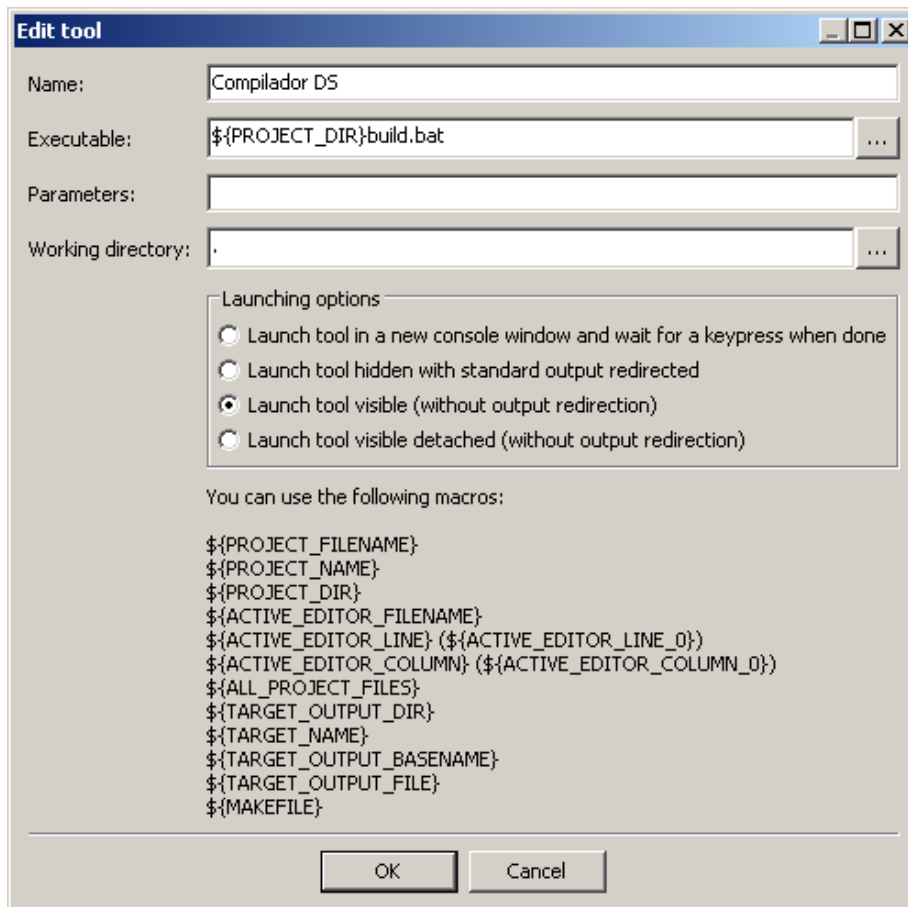 Edit tool
Name: Compilador DS
Executable: ${PROJECT_DIR}build.bat ...
Parameters:
Working directory: . ...
Launching options
Launch tool in a new console window and wait for a keypress when done
Launch tool hidden with standard output redirected
Launch tool visible (without output redirection)
Launch tool visible detached (without output redirection)
You can use the following macros:
${PROJECT_FILENAME}
${PROJECT_NAME}
${PROJECT_DIR}
${ACTIVE_EDITOR_FILENAME}
${ACTIVE_EDITOR_LINE} (${ACTIVE_EDITOR_LINE_0})
${ACTIVE_EDITOR_COLUMN} (${ACTIVE_EDITOR_COLUMN_0})
${ALL_PROJECT_FILES}
${TARGET_OUTPUT_DIR}
${TARGET_NAME}
${TARGET_OUTPUT_BASENAME}
${TARGET_OUTPUT_FILE}
${MAKEFILE}
OK Cancel